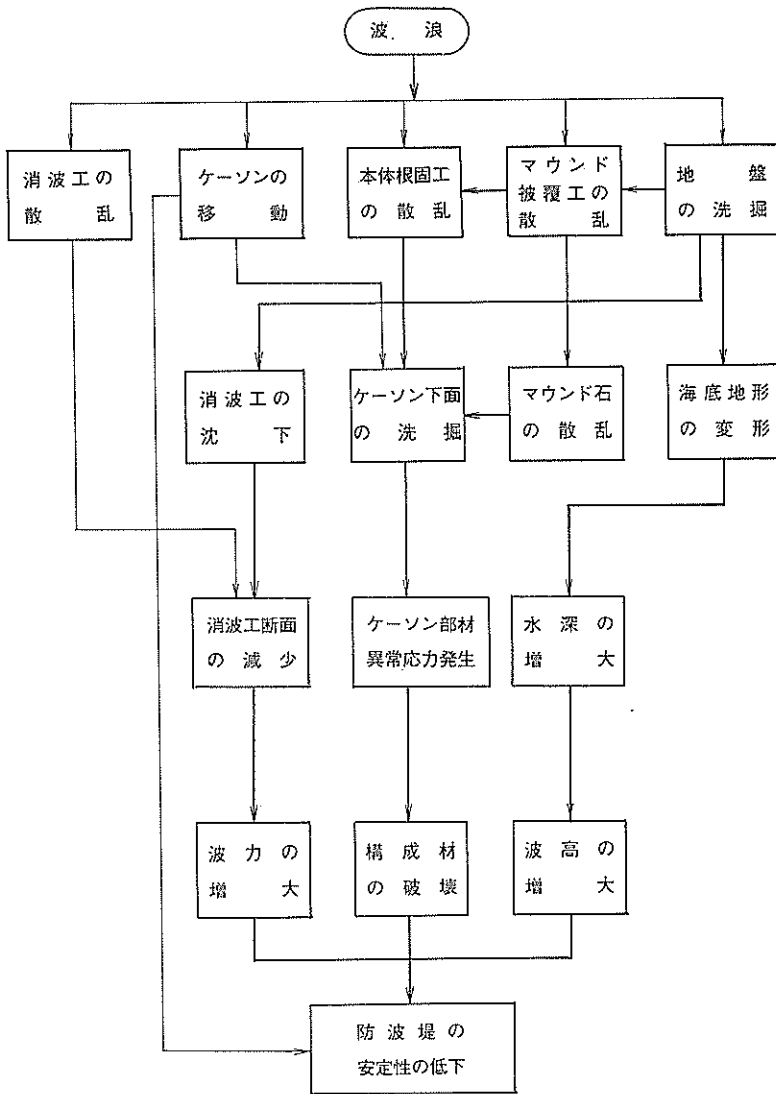 波浪
消波工の
散乱
ケーソンの
移動
本体根固工
の散乱
マウンド
被覆工の
散乱
地盤
の洗掘
消波工の
沈下
ケーソン下面
の洗掘
マウンド石
の散乱
海底地形
の変形
消波工断面
の減少
ケーソン部材
異常応力発生
水深の
増大
波力の
増大
構成材
の破壊
波高の
増大
防波堤の
安定性の低下